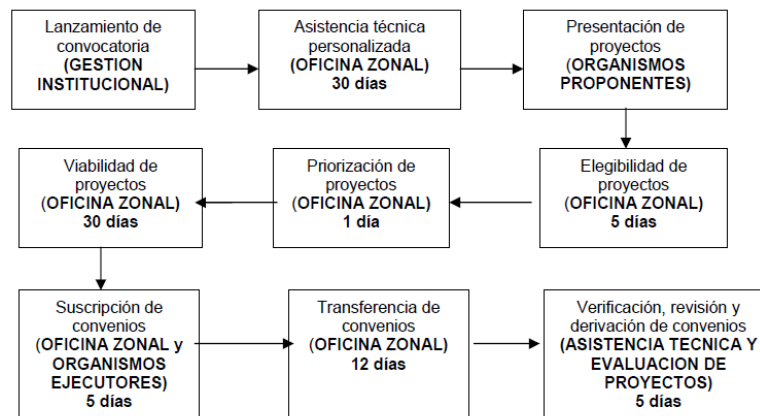 Lanzamiento de
convocatoria
(GESTION
INSTITUCIONAL)
Asistencia técnica
personalizada
(OFICINA ZONAL)
30 días
Presentación de
proyectos
(ORGANISMOS
PROPONENTES)
Viabilidad de
proyectos
(OFICINA ZONAL)
30 días
Priorización de
proyectos
(OFICINA ZONAL)
1 día
Elegibilidad de
proyectos
(OFICINA ZONAL)
5 días
Suscripción de
convenios
(OFICINA ZONAL y
ORGANISMOS
EJECUTORES)
5 días
Transferencia de
convenios
(OFICINA ZONAL)
12 días
Verificación, revisión y
derivación de convenios
(ASISTENCIA TECNICA Y
EVALUACION DE
PROYECTOS)
5 días